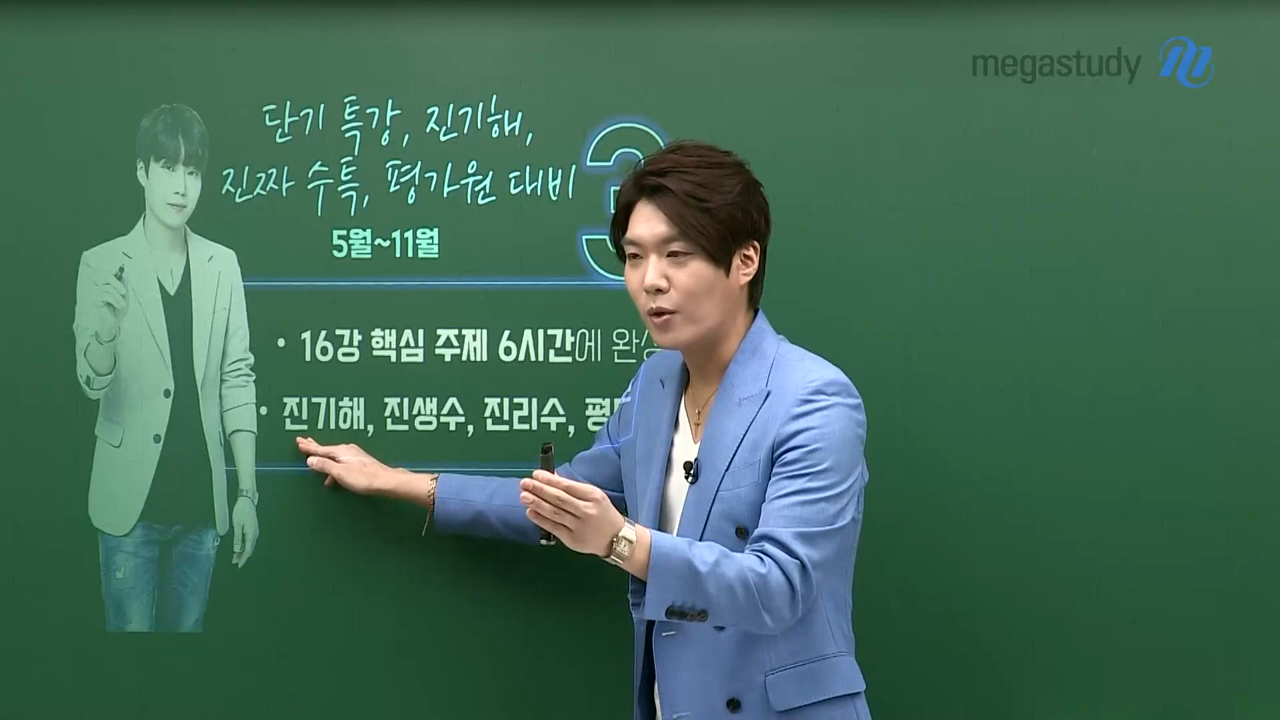 megastudy
단기 특강, 진기해,
진짜 수특, 평가원 대비
3
5월~11월
• 16강 핵심 주제 6시간에
• 진기해, 진생수, 진리수,